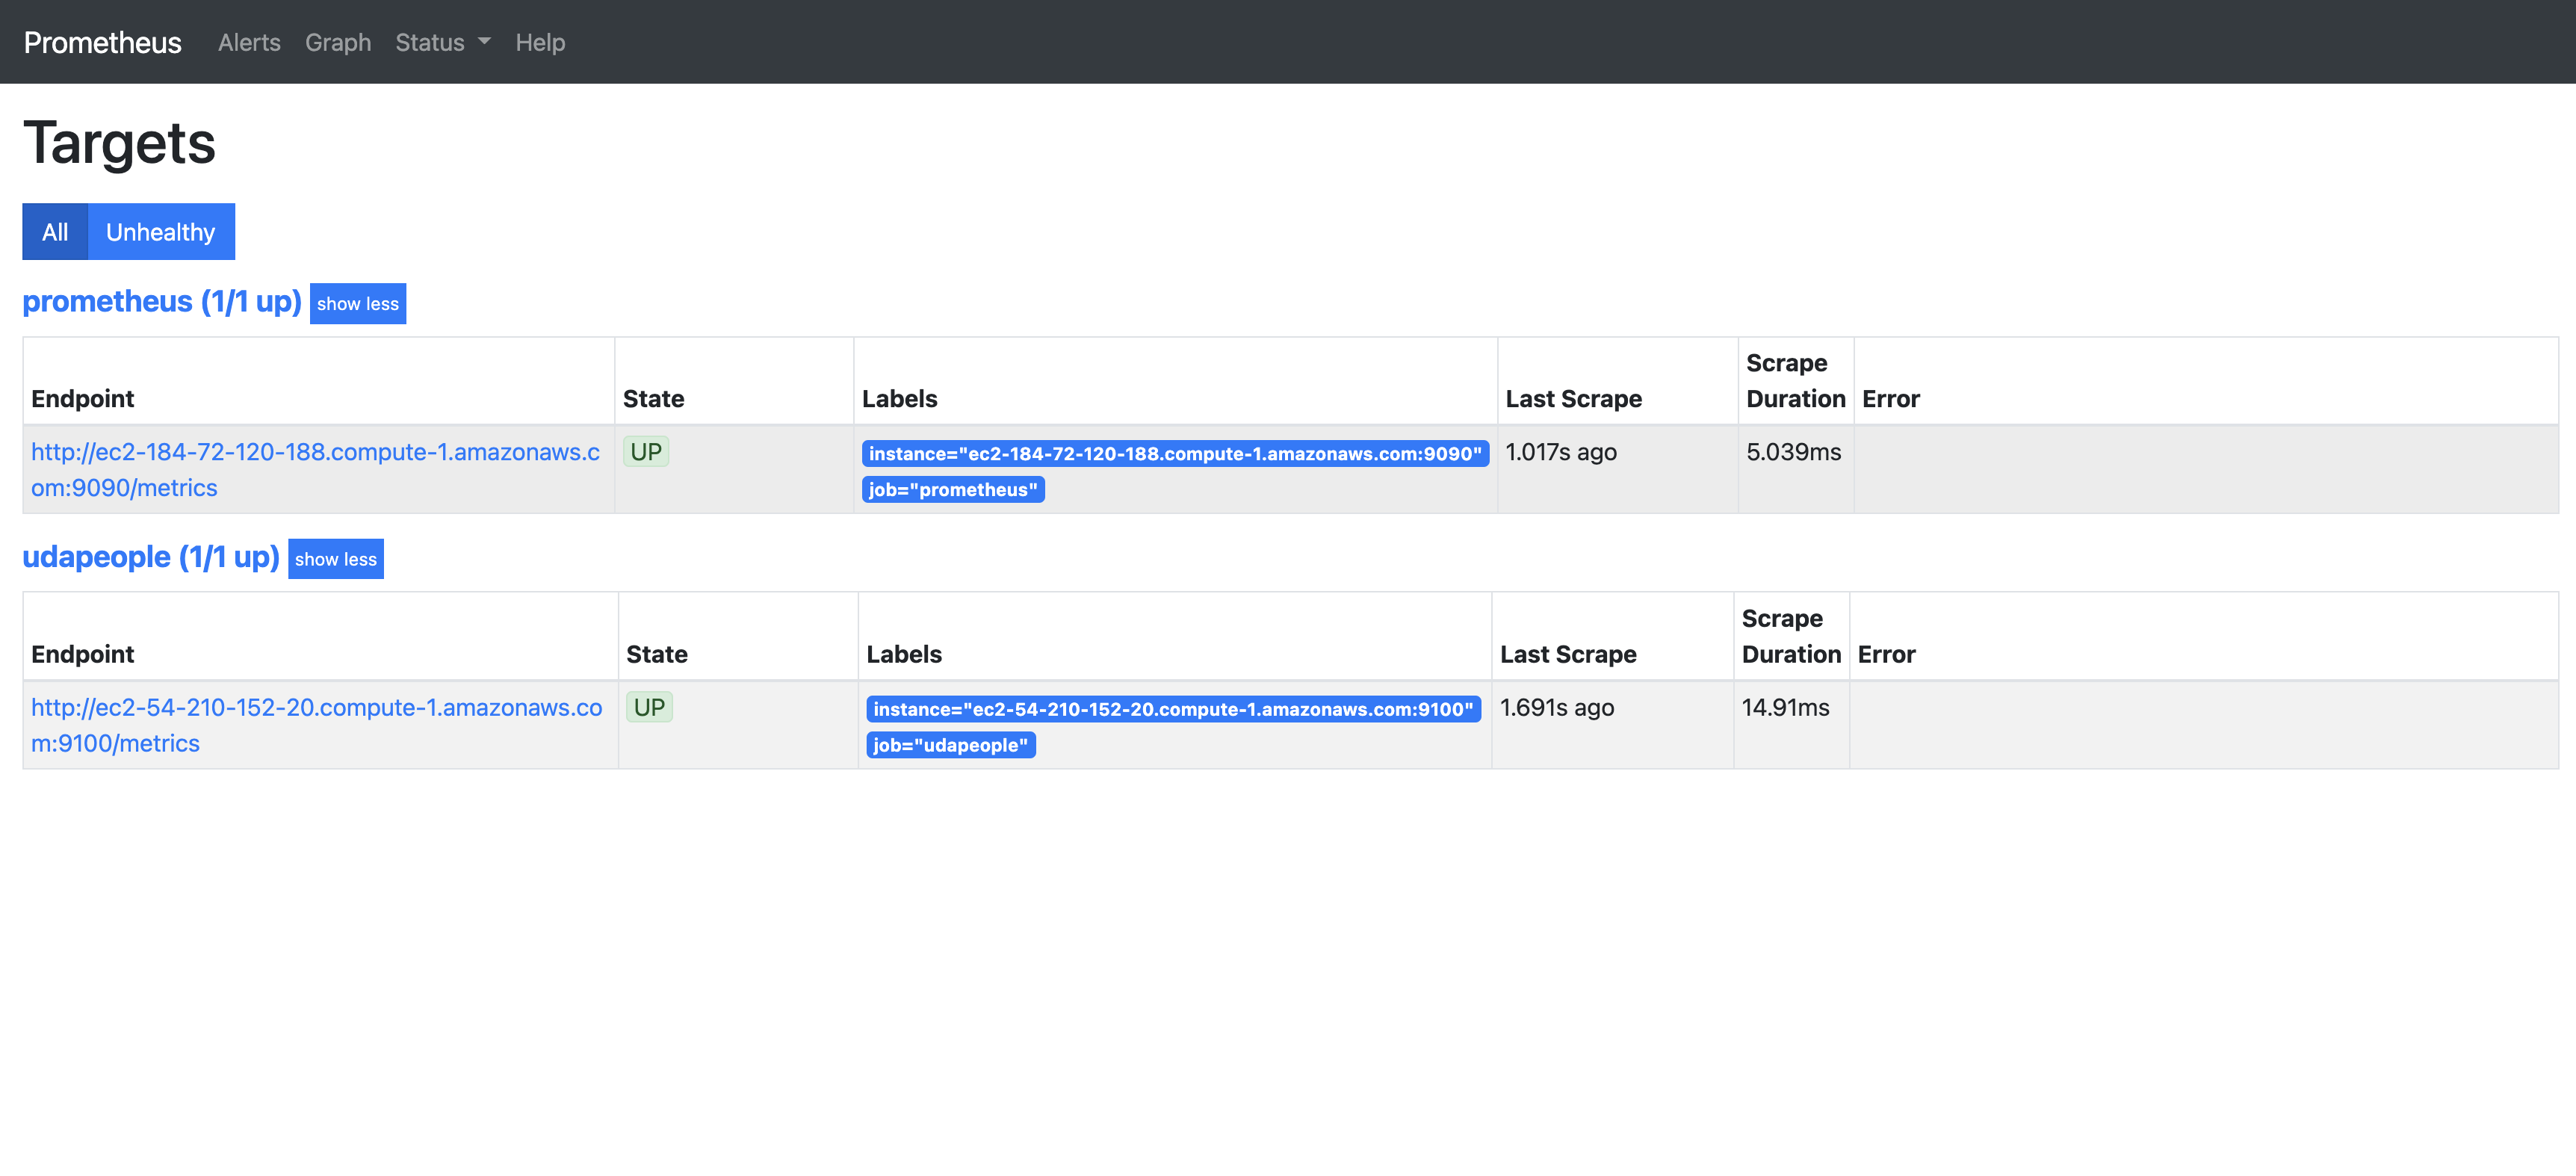 Prometheus Alerts Graph Status Help
Targets
All Unhealthy
prometheus (1/1 up) show less
Endpoint State Labels Last Scrape Scrape Duration Error
http://ec2-184-72-120-188.compute-1.amazonaws.c UP instance="ec2-184-72-120-188.compute-1.amazonaws.com:9090" 1.017s ago 5.039ms
om:9090/metrics job="prometheus"
udapeople (1/1 up) show less
Endpoint State Labels Last Scrape Scrape Duration Error
http://ec2-54-210-152-20.compute-1.amazonaws.co UP instance="ec2-54-210-152-20.compute-1.amazonaws.com:9100" 1.691s ago 14.91ms
m:9100/metrics job="udapeople"